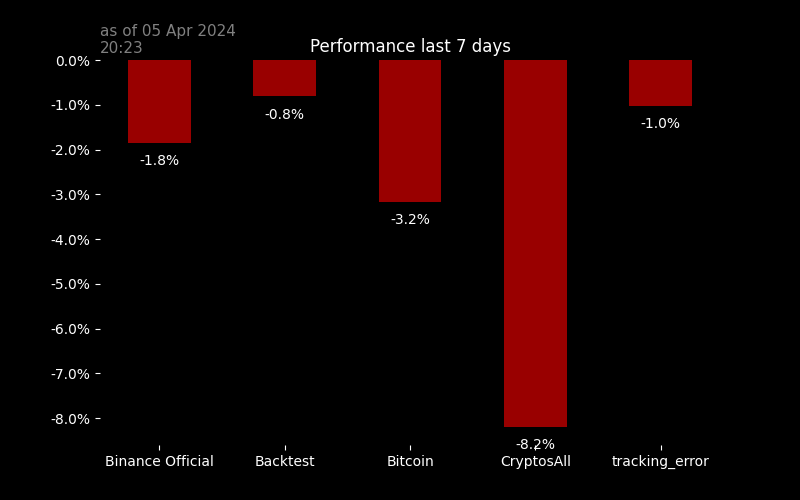 as of 05 Apr 2024
20:23
Performance last 7 days
0.0%
-1.0%
-2.0%
-3.0%
-4.0%
-5.0%
-6.0%
-7.0%
-8.0%
-1.8%
-0.8%
-3.2%
-8.2%
-1.0%
Binance Official
Backtest
Bitcoin
CryptosAll
tracking_error